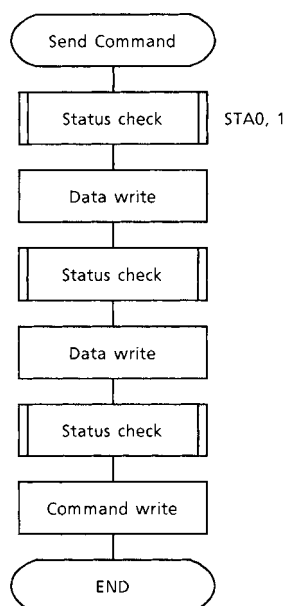 Send Command
Status check STA0, 1
Data write
Status check
Data write
Status check
Command write
END